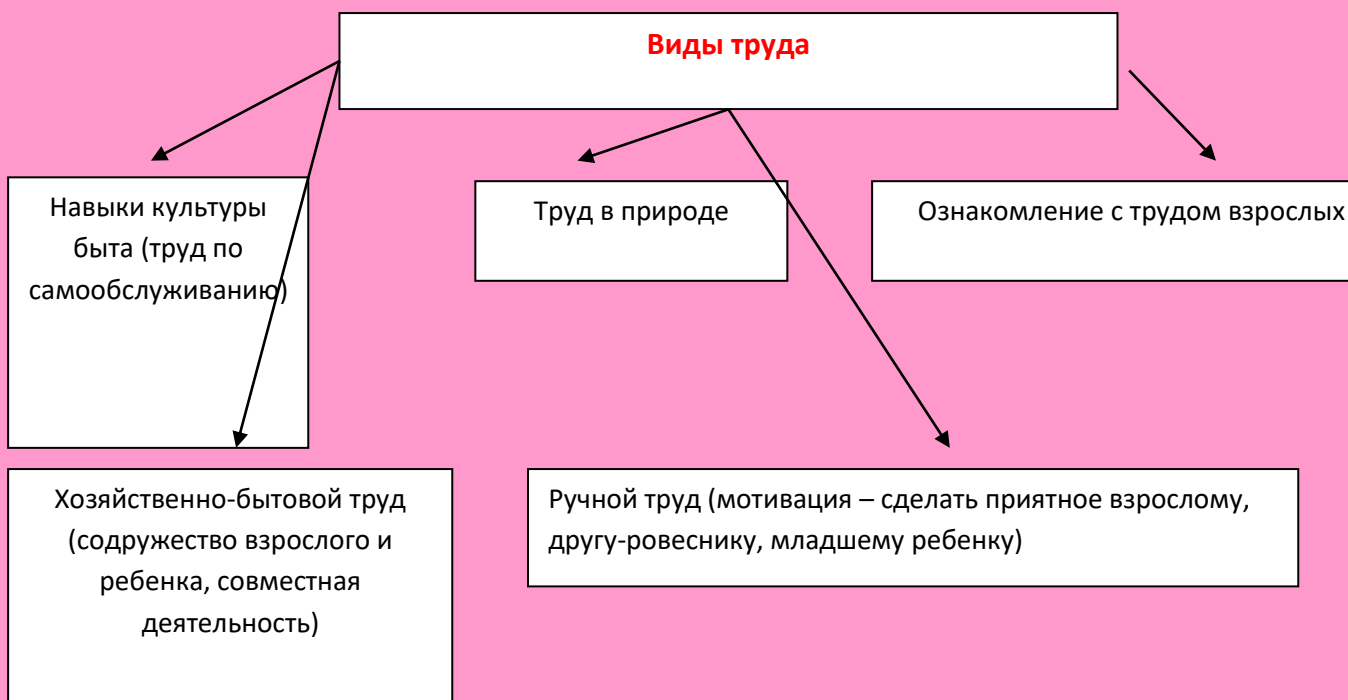 Виды труда
Навыки культуры
быта (труд по
самообслуживанию)
Труд в природе
Ознакомление с трудом взрослых
Хозяйственно-бытовой труд
(содружество взрослого и
ребенка, совместная
деятельность)
Ручной труд (мотивация – сделать приятное взрослому,
другу-ровеснику, младшему ребенку)